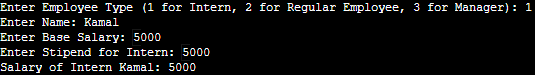 Enter Employee Type (1 for Intern, 2 for Regular Employee, 3 for Manager): 1
Enter Name: Kamal
Enter Base Salary: 5000
Enter Stipend for Intern: 5000
Salary of Intern Kamal: 5000